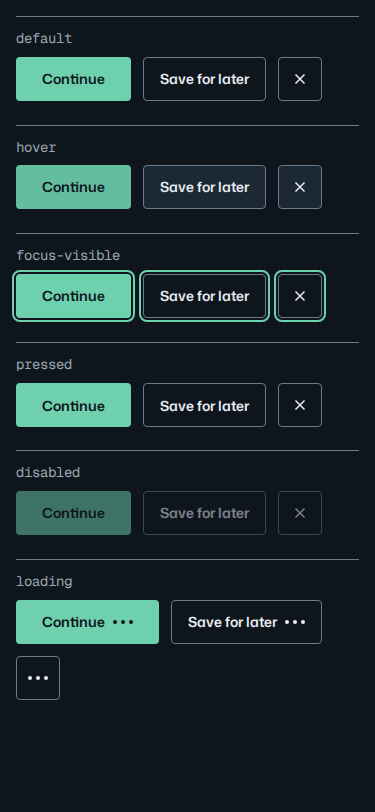 default
Continue Save for later ×
hover
Continue Save for later ×
focus-visible
Continue Save for later ×
pressed
Continue Save for later ×
disabled
Continue Save for later ×
loading
Continue ••• Save for later •••
•••